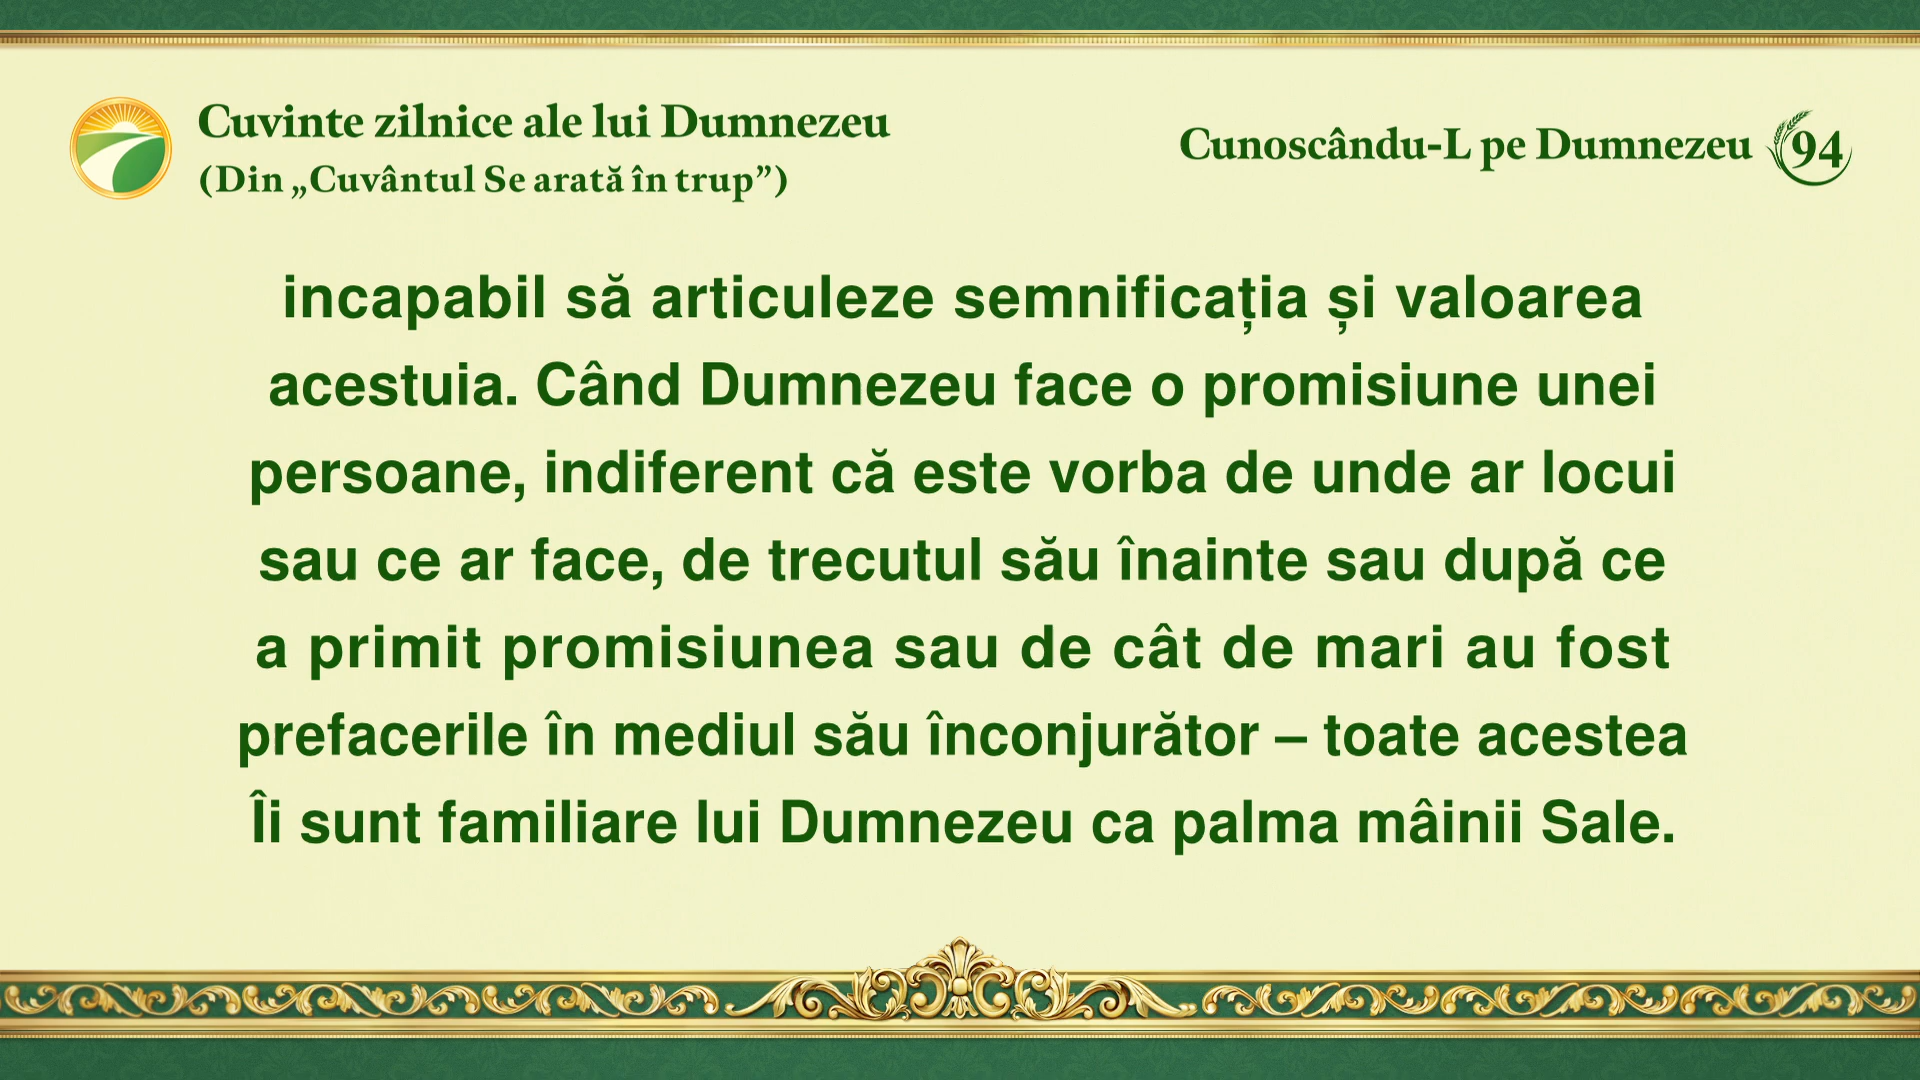 Cuvinte zilnice ale lui Dumnezeu
(Din „Cuvântul Se arată în trup”)
Cunoscându-L pe Dumnezeu 94
incapabil să articuleze semnificația și valoarea
acestuia. Când Dumnezeu face o promisiune unei
persoane, indiferent că este vorba de unde ar locui
sau ce ar face, de trecutul său înainte sau după ce
a primit promisiunea sau de cât de mari au fost
prefacerile în mediul său înconjurător – toate acestea
Îi sunt familiare lui Dumnezeu ca palma mâinii Sale.